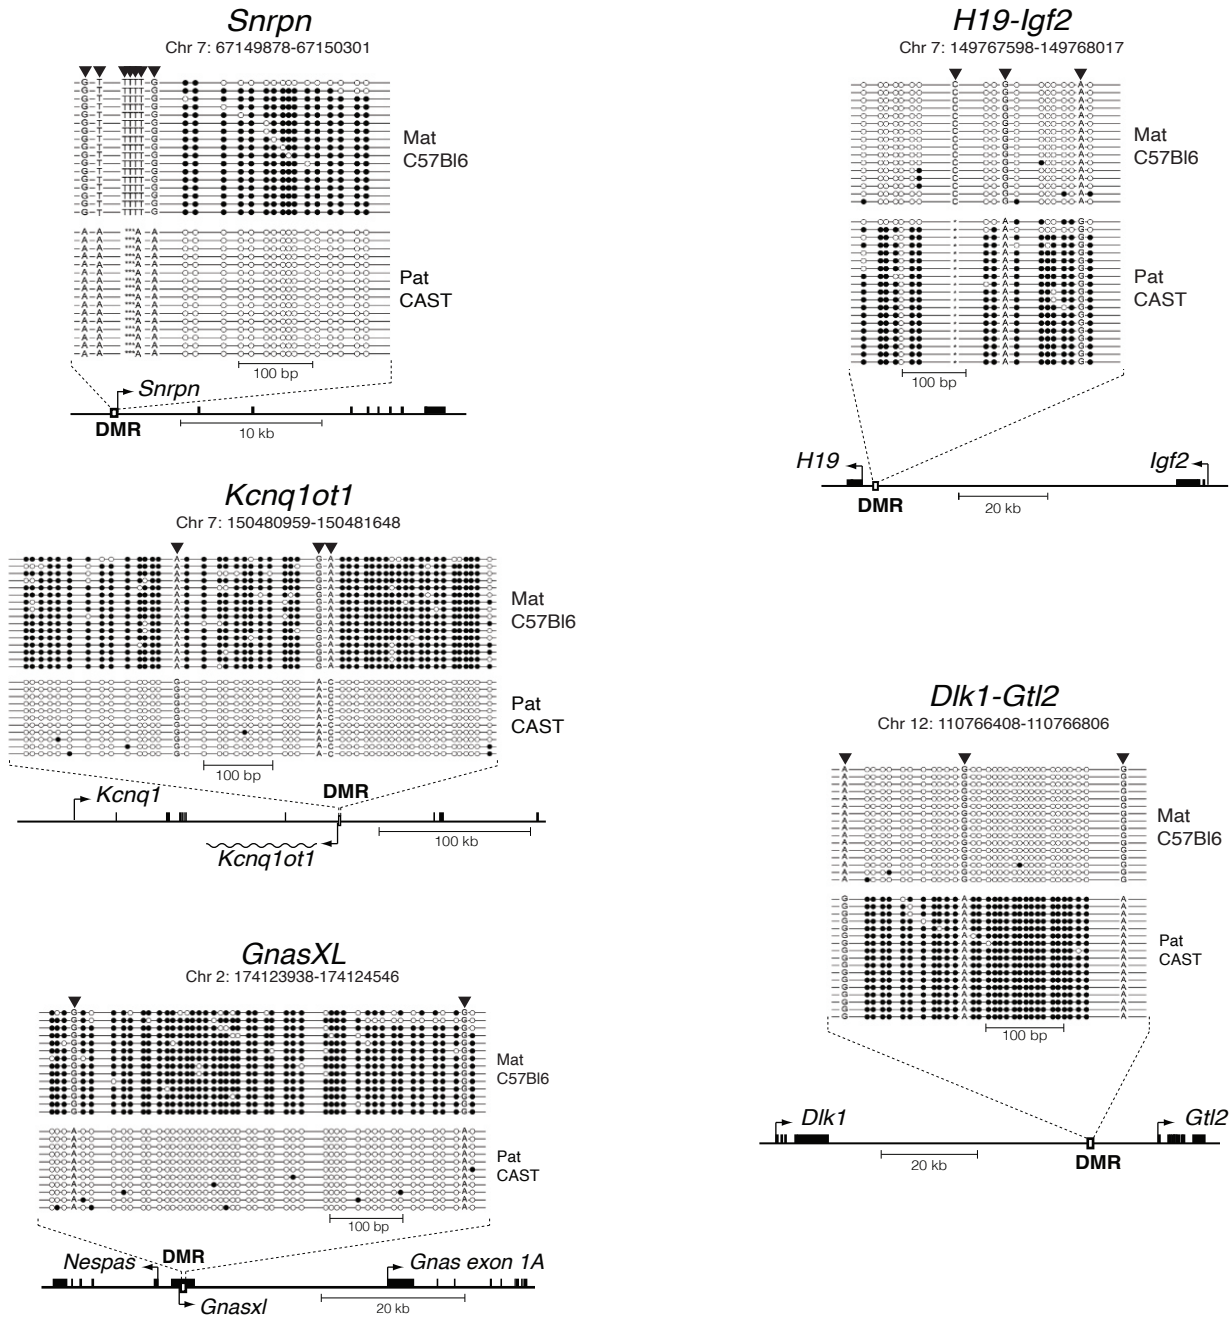 Snrpn
Chr 7: 67149878-67150301
Mat
C57Bl6
Pat
CAST
100 bp
Snrpn
DMR
10 kb
H19-Igf2
Chr 7: 149767598-149768017
Mat
C57Bl6
Pat
CAST
100 bp
H19
Igf2
DMR
20 kb
Kcnq1ot1
Chr 7: 150480959-150481648
Mat
C57Bl6
Pat
CAST
100 bp
DMR
Kcnq1
100 kb
Kcnq1ot1
Dlk1-Gtl2
Chr 12: 110766408-110766806
Mat
C57Bl6
Pat
CAST
100 bp
Dlk1
Gtl2
20 kb
DMR
GnasXL
Chr 2: 174123938-174124546
Mat
C57Bl6
Pat
CAST
100 bp
Nespas
DMR
Gnas exon 1A
Gnasxl
20 kb